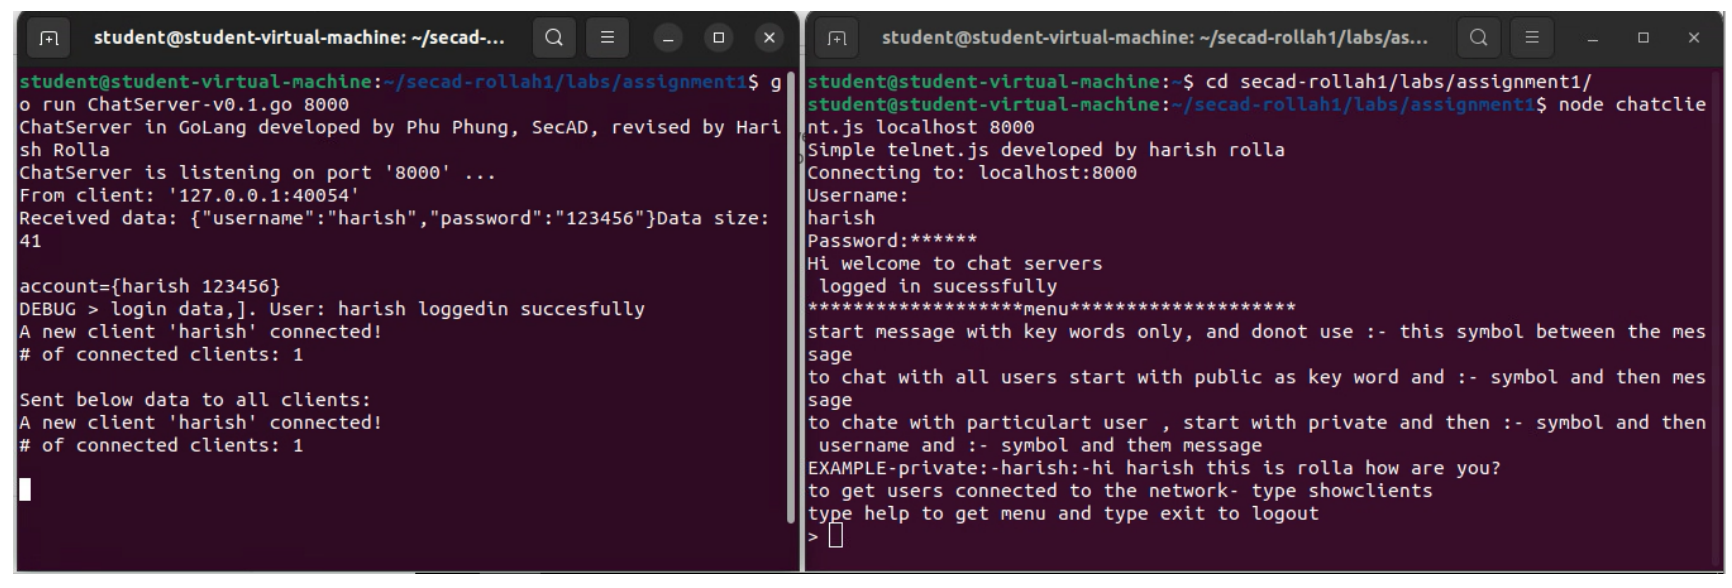 student@student-virtual-machine: ~/secad-...
student@student-virtual-machine:~/secad-rollah1/labs/assignment1$ g
o run ChatServer-v0.1.go 8000
ChatServer in GoLang developed by Phu Phung, SecAD, revised by Hari
sh Rolla
ChatServer is listening on port '8000' ...
From client: '127.0.0.1:40054'
Received data: {"username":"harish","password":"123456"}Data size:
41
account={harish 123456}
DEBUG > login data,]. User: harish loggedin succesfully
A new client 'harish' connected!
# of connected clients: 1
Sent below data to all clients:
A new client 'harish' connected!
# of connected clients: 1
student@student-virtual-machine: ~/secad-rollah1/labs/as...
student@student-virtual-machine:~$ cd secad-rollah1/labs/assignment1/
student@student-virtual-machine:~/secad-rollah1/labs/assignment1$ node chatclie
nt.js localhost 8000
Simple telnet.js developed by harish rolla
Connecting to: localhost:8000
Username:
harish
Password:******
Hi welcome to chat servers
 logged in sucessfully
*******************menu********************
start message with key words only, and donot use :- this symbol between the mes
sage
to chat with all users start with public as key word and :- symbol and then mes
sage
to chate with particulart user , start with private and then :- symbol and then
 username and :- symbol and them message
EXAMPLE-private:-harish:-hi harish this is rolla how are you?
to get users connected to the network- type showclients
type help to get menu and type exit to logout
>